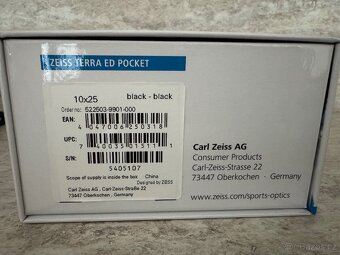 ZEISS TERRA ED POCKET
10x25 black - black
Order no: 522503-9901-000
EAN:
4 047006 250318
UPC:
7 40035 01511 1
S/N:
5405107
Scope of supply is inside the box China
Designed by ZEISS
Carl Zeiss AG , Carl-Zeiss-Straße 22
73447 Oberkochen , Germany
Carl Zeiss AG
Consumer Products
Carl-Zeiss-Strasse 22
73447 Oberkochen · Germany
www.zeiss.com/sports-optics